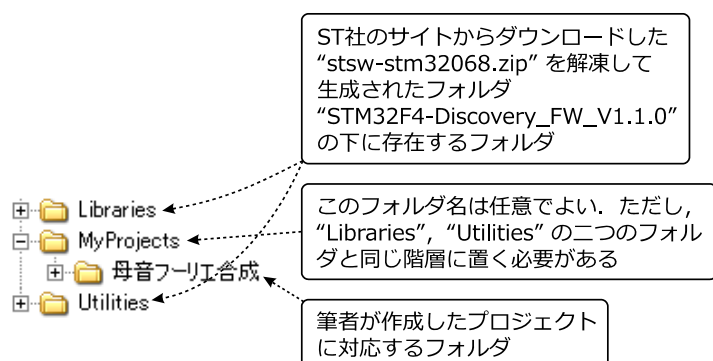 ST社のサイトからダウンロードした
“stsw-stm32068.zip” を解凍して
生成されたフォルダ
“STM32F4-Discovery_FW_V1.1.0”
の下に存在するフォルダ
Libraries
MyProjects
母音フーリエ合成
Utilities
このフォルダ名は任意でよい．ただし，
“Libraries”，“Utilities” の二つのフォル
ダと同じ階層に置く必要がある
筆者が作成したプロジェクト
に対応するフォルダ